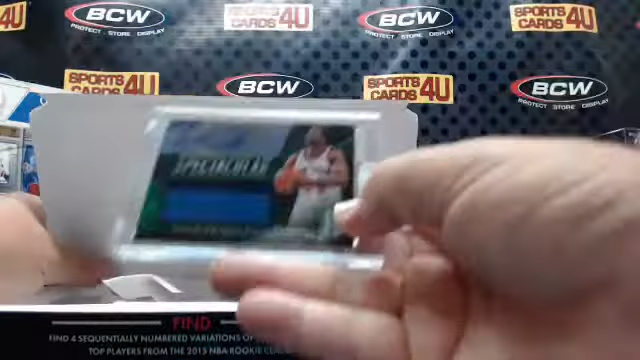 BCW
PROTECT . STORE . DISPLAY
SPORTS
CARDS 4U
BCW
PROTECT . STORE . DISPLAY
SPORTS
CARDS 4U
4U
SPORTS
CARDS 4U
BCW
SPORTS
CARDS 4U
BCW
PROTECT . STORE . DISPLAY
SPECTACULAR
FIND
FIND 4 SEQUENTIALLY NUMBERED VARIATIONS OF
TOP PLAYERS FROM THE 2015 NBA ROOKIE